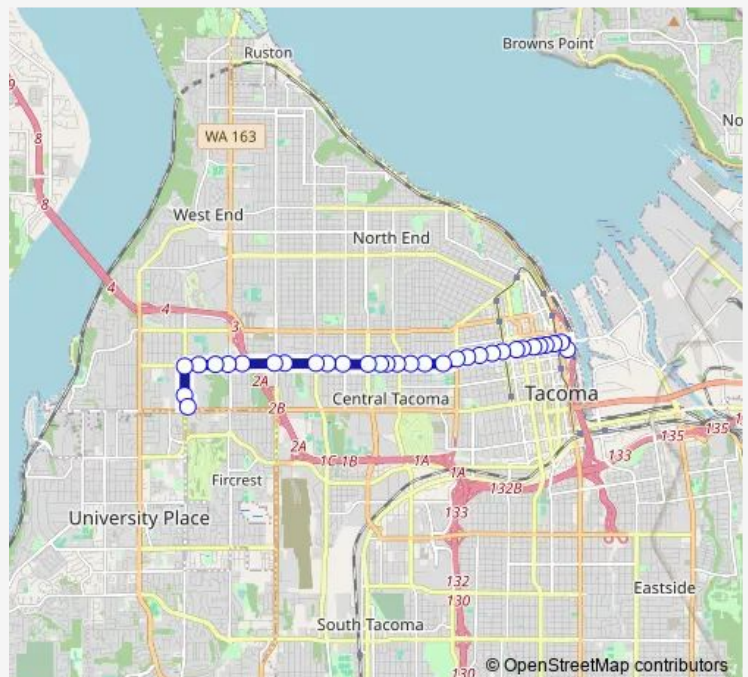 Ruston
Browns Point
No
9
WA 163
8
8
West End
North End
4
4
3
2A
Central Tacoma
Tacoma
2B
2A
1C 1B
1A
1A
132B
133
135
135
13
Fircrest
133
University Place
132
130
Eastside
South Tacoma
130
© OpenStreetMap contributors